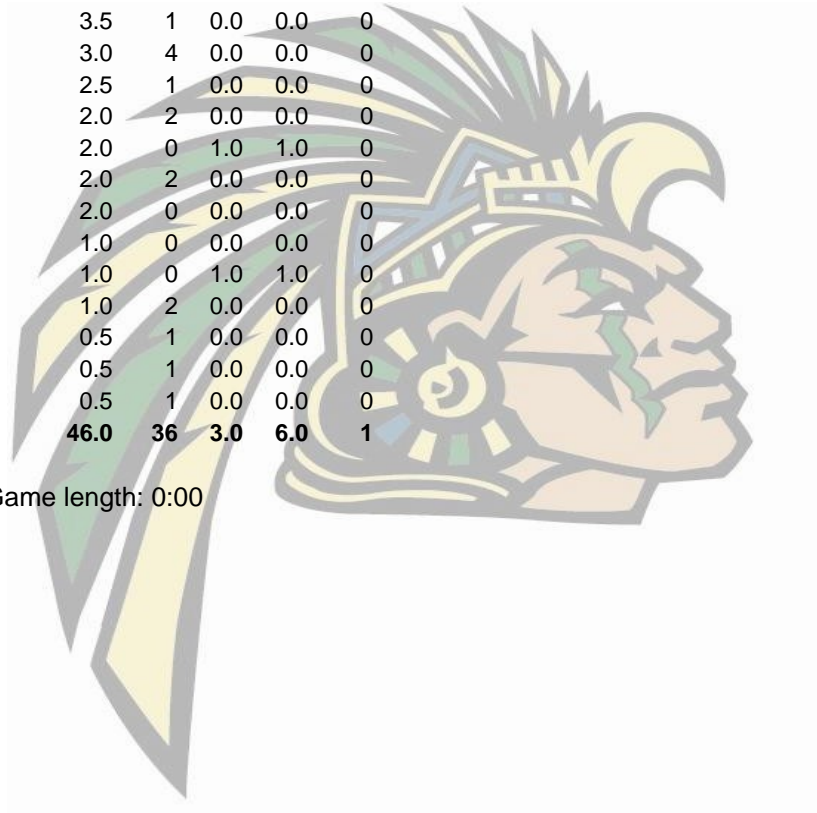 3.5 1 0.0 0.0 0
3.0 4 0.0 0.0 0
2.5 1 0.0 0.0 0
2.0 2 0.0 0.0 0
2.0 0 1.0 1.0 0
2.0 2 0.0 0.0 0
2.0 0 0.0 0.0 0
1.0 0 0.0 0.0 0
1.0 0 1.0 1.0 0
1.0 2 0.0 0.0 0
0.5 1 0.0 0.0 0
0.5 1 0.0 0.0 0
0.5 1 0.0 0.0 0
46.0 36 3.0 6.0 1
Game length: 0:00